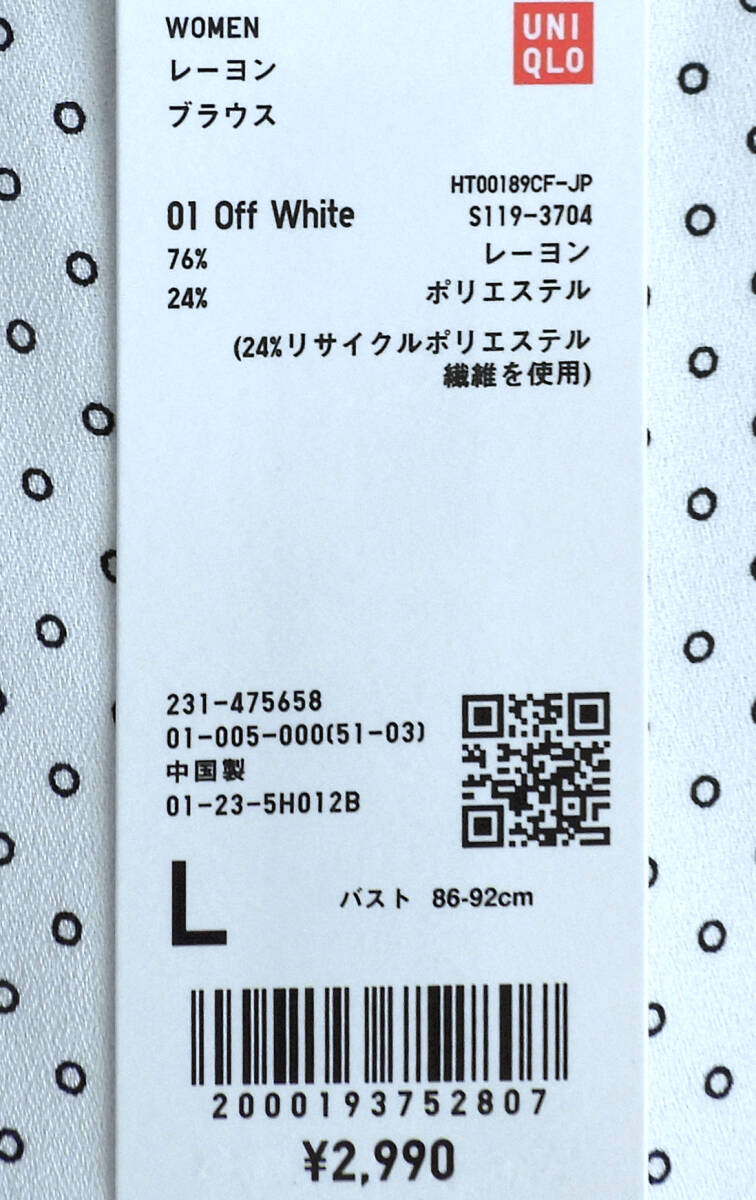 WOMEN
レーヨン
ブラウス
UNI
QLO
HT00189CF-JP
01 Off White
S119-3704
76% レーヨン
24% ポリエステル
(24%リサイクルポリエステル
繊維を使用)
231-475658
01-005-000(51-03)
中国製
01-23-5H012B
L バスト 86-92cm
2000193752807
¥2,990